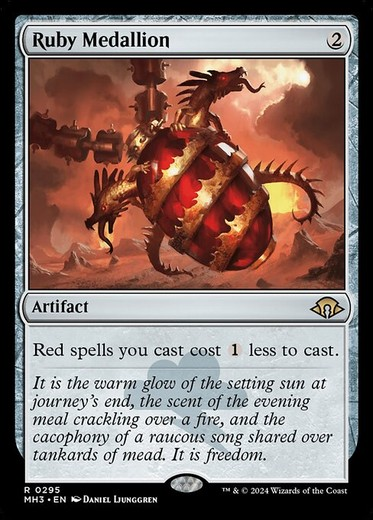 Ruby Medallion 2
Artifact
Red spells you cast cost 1 less to cast.
It is the warm glow of the setting sun at
journey's end, the scent of the evening
meal crackling over a fire, and the
cacophony of a raucous song shared over
tankards of mead. It is freedom.
R 0295
MH3 • EN Daniel Ljunggren ™ & © 2024 Wizards of the Coast